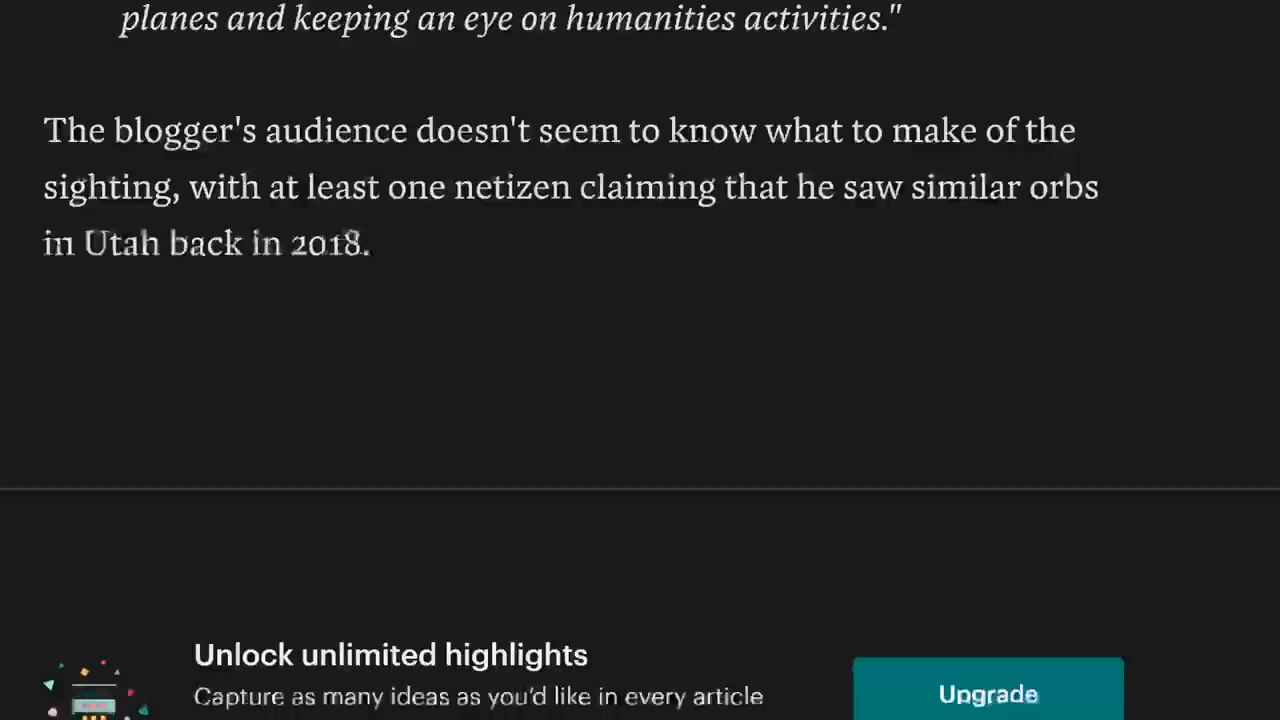 planes and keeping an eye on humanities activities."
The blogger's audience doesn't seem to know what to make of the
sighting, with at least one netizen claiming that he saw similar orbs
in Utah back in 2018.
Unlock unlimited highlights
Capture as many ideas as you'd like in every article
Upgrade